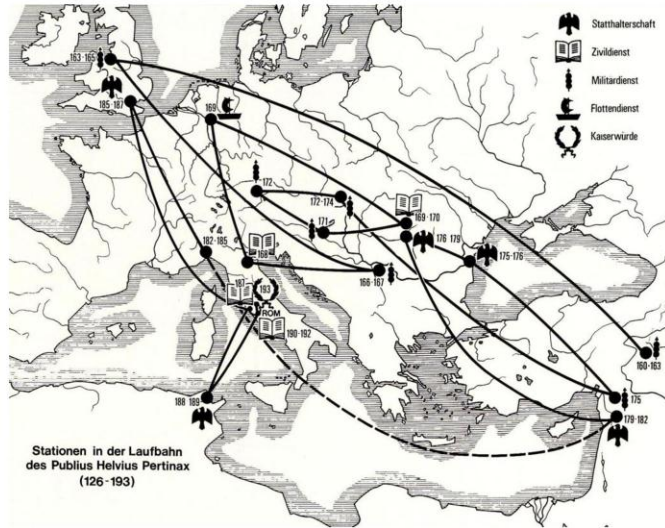 Statthalterschaft
Zivildienst
Militärdienst
Flottendienst
Kaiserwürde
163-165
185-187
169
172
172-174
171
169-170
176 179
175-176
182-185
168
166-167
187
193
ROM
190-192
160-163
175
179-182
188 189
Stationen in der Laufbahn
des Publius Helvius Pertinax
(126-193)